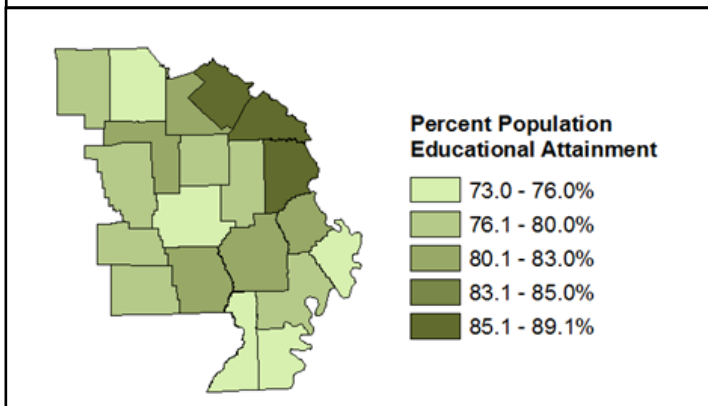 Percent Population
Educational Attainment
73.0 - 76.0%
76.1 - 80.0%
80.1 - 83.0%
83.1 - 85.0%
85.1 - 89.1%